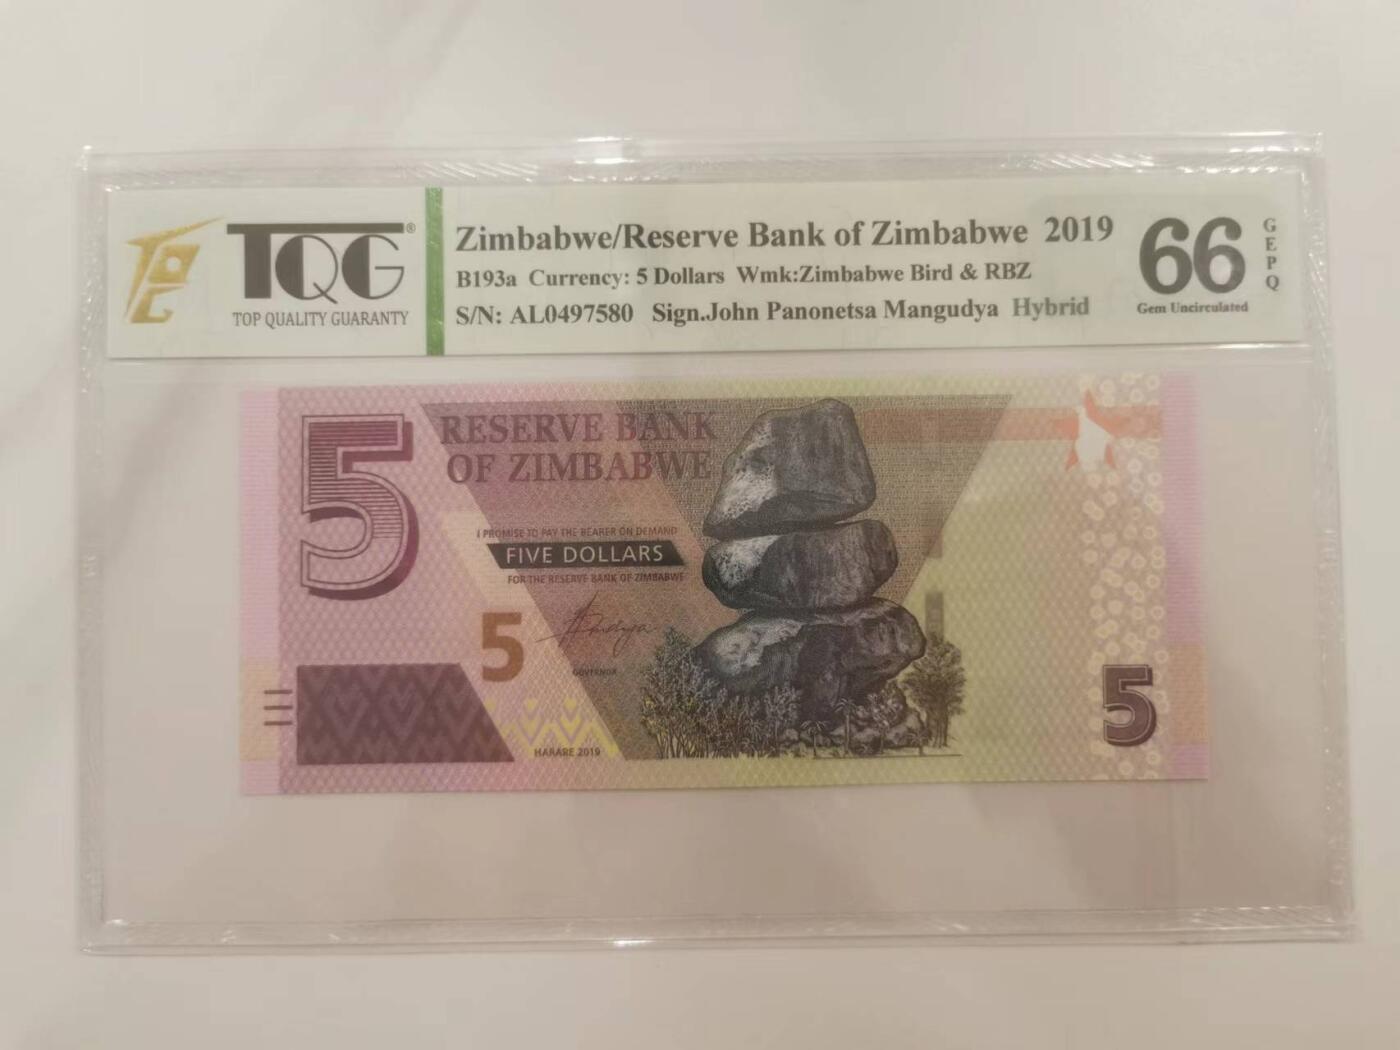 TQG®
TOP QUALITY GUARANTY
Zimbabwe/Reserve Bank of Zimbabwe 2019
B193a Currency: 5 Dollars Wmk:Zimbabwe Bird & RBZ
S/N: AL0497580 Sign.John Panonetsa Mangudya Hybrid
66
GEPQ
Gem Uncirculated
5
RESERVE BANK
OF ZIMBABWE
I PROMISE TO PAY THE BEARER ON DEMAND
FIVE DOLLARS
FOR THE RESERVE BANK OF ZIMBABWE
5
GOVERNOR
HARARE 2019
5